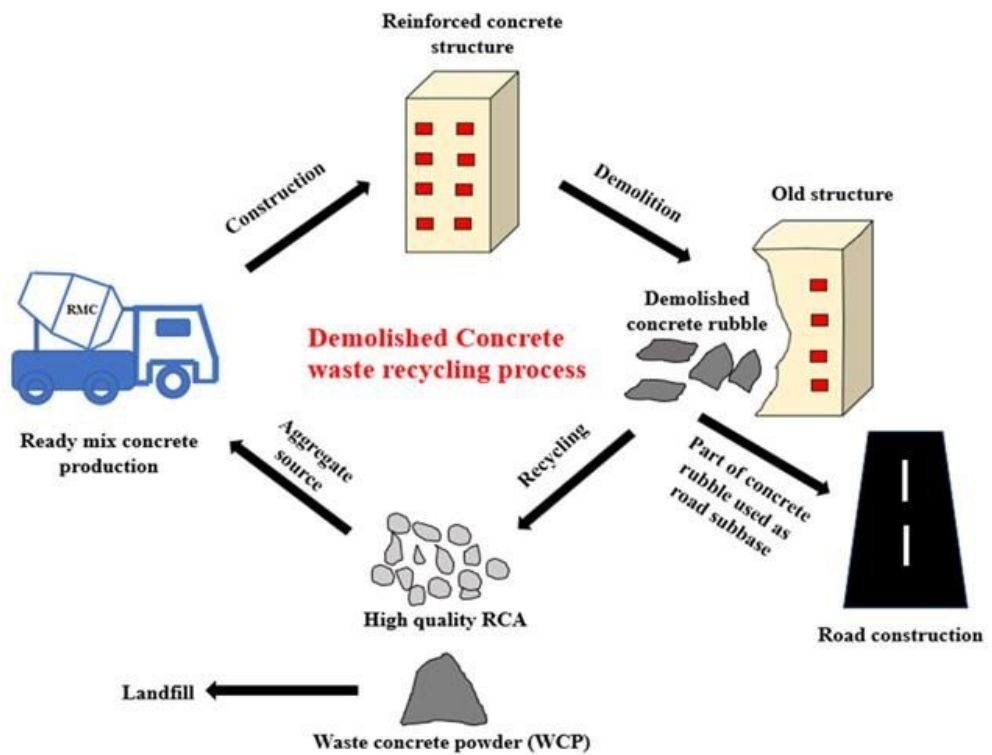 Reinforced concrete
structure
Construction
Demolition
Old structure
RMC
Demolished
concrete rubble
Demolished Concrete
waste recycling process
Ready mix concrete
production
Aggregate
source
Recycling
Part of concrete
rubble used as
road subbase
High quality RCA
Road construction
Landfill
Waste concrete powder (WCP)